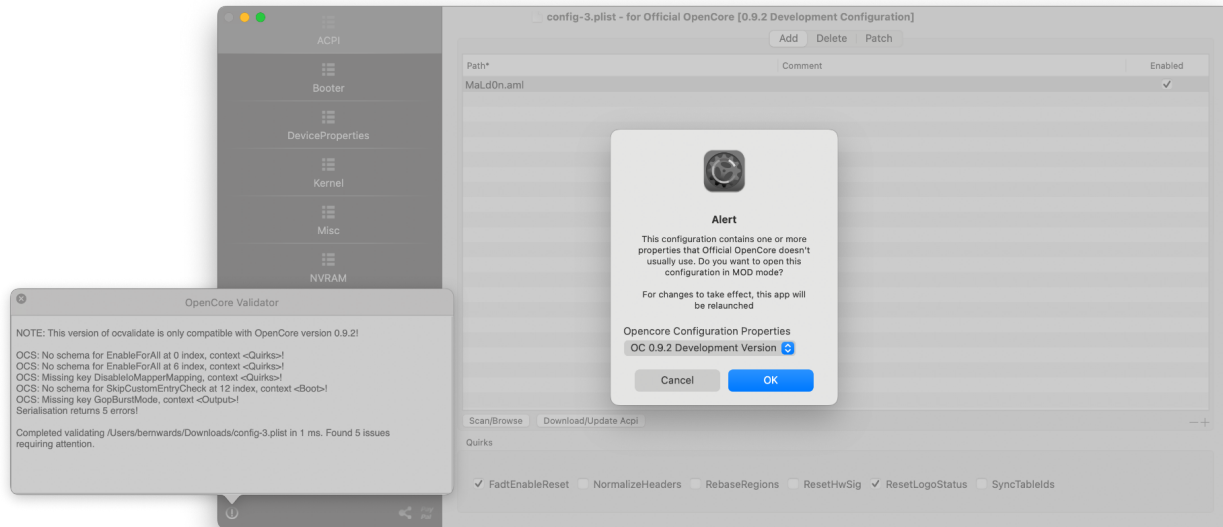 config-3.plist - for Official OpenCore [0.9.2 Development Configuration]
ACPI
Booter
DeviceProperties
Kernel
Misc
NVRAM
Add Delete Patch
Path* Comment Enabled
MaLd0n.aml
Alert
This configuration contains one or more
properties that Official OpenCore doesn't
usually use. Do you want to open this
configuration in MOD mode?
For changes to take effect, this app will
be relaunched
Opencore Configuration Properties
OC 0.9.2 Development Version
Cancel OK
OpenCore Validator
NOTE: This version of ocvalidate is only compatible with OpenCore version 0.9.2!
OCS: No schema for EnableForAll at 0 index, context <Quirks>!
OCS: No schema for EnableForAll at 6 index, context <Quirks>!
OCS: Missing key DisableIoMapperMapping, context <Quirks>!
OCS: No schema for SkipCustomEntryCheck at 12 index, context <Boot>!
OCS: Missing key GopBurstMode, context <Output>!
Serialisation returns 5 errors!
Completed validating /Users/bernwards/Downloads/config-3.plist in 1 ms. Found 5 issues
requiring attention.
Scan/Browse Download/Update Acpi
Quirks
FadtEnableReset NormalizeHeaders RebaseRegions ResetHwSig ResetLogoStatus SyncTableIds